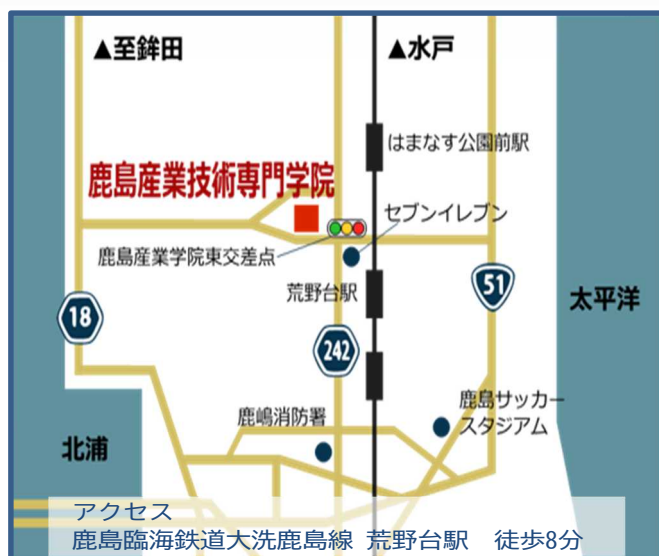 ▲至鉾田
▲水戸
はまなす公園前駅
鹿島産業技術専門学院
セブンイレブン
鹿島産業学院東交差点
荒野台駅
51
太平洋
18
242
鹿島サッカー
スタジアム
鹿嶋消防署
北浦
アクセス
鹿島臨海鉄道大洗鹿島線 荒野台駅　徒歩8分